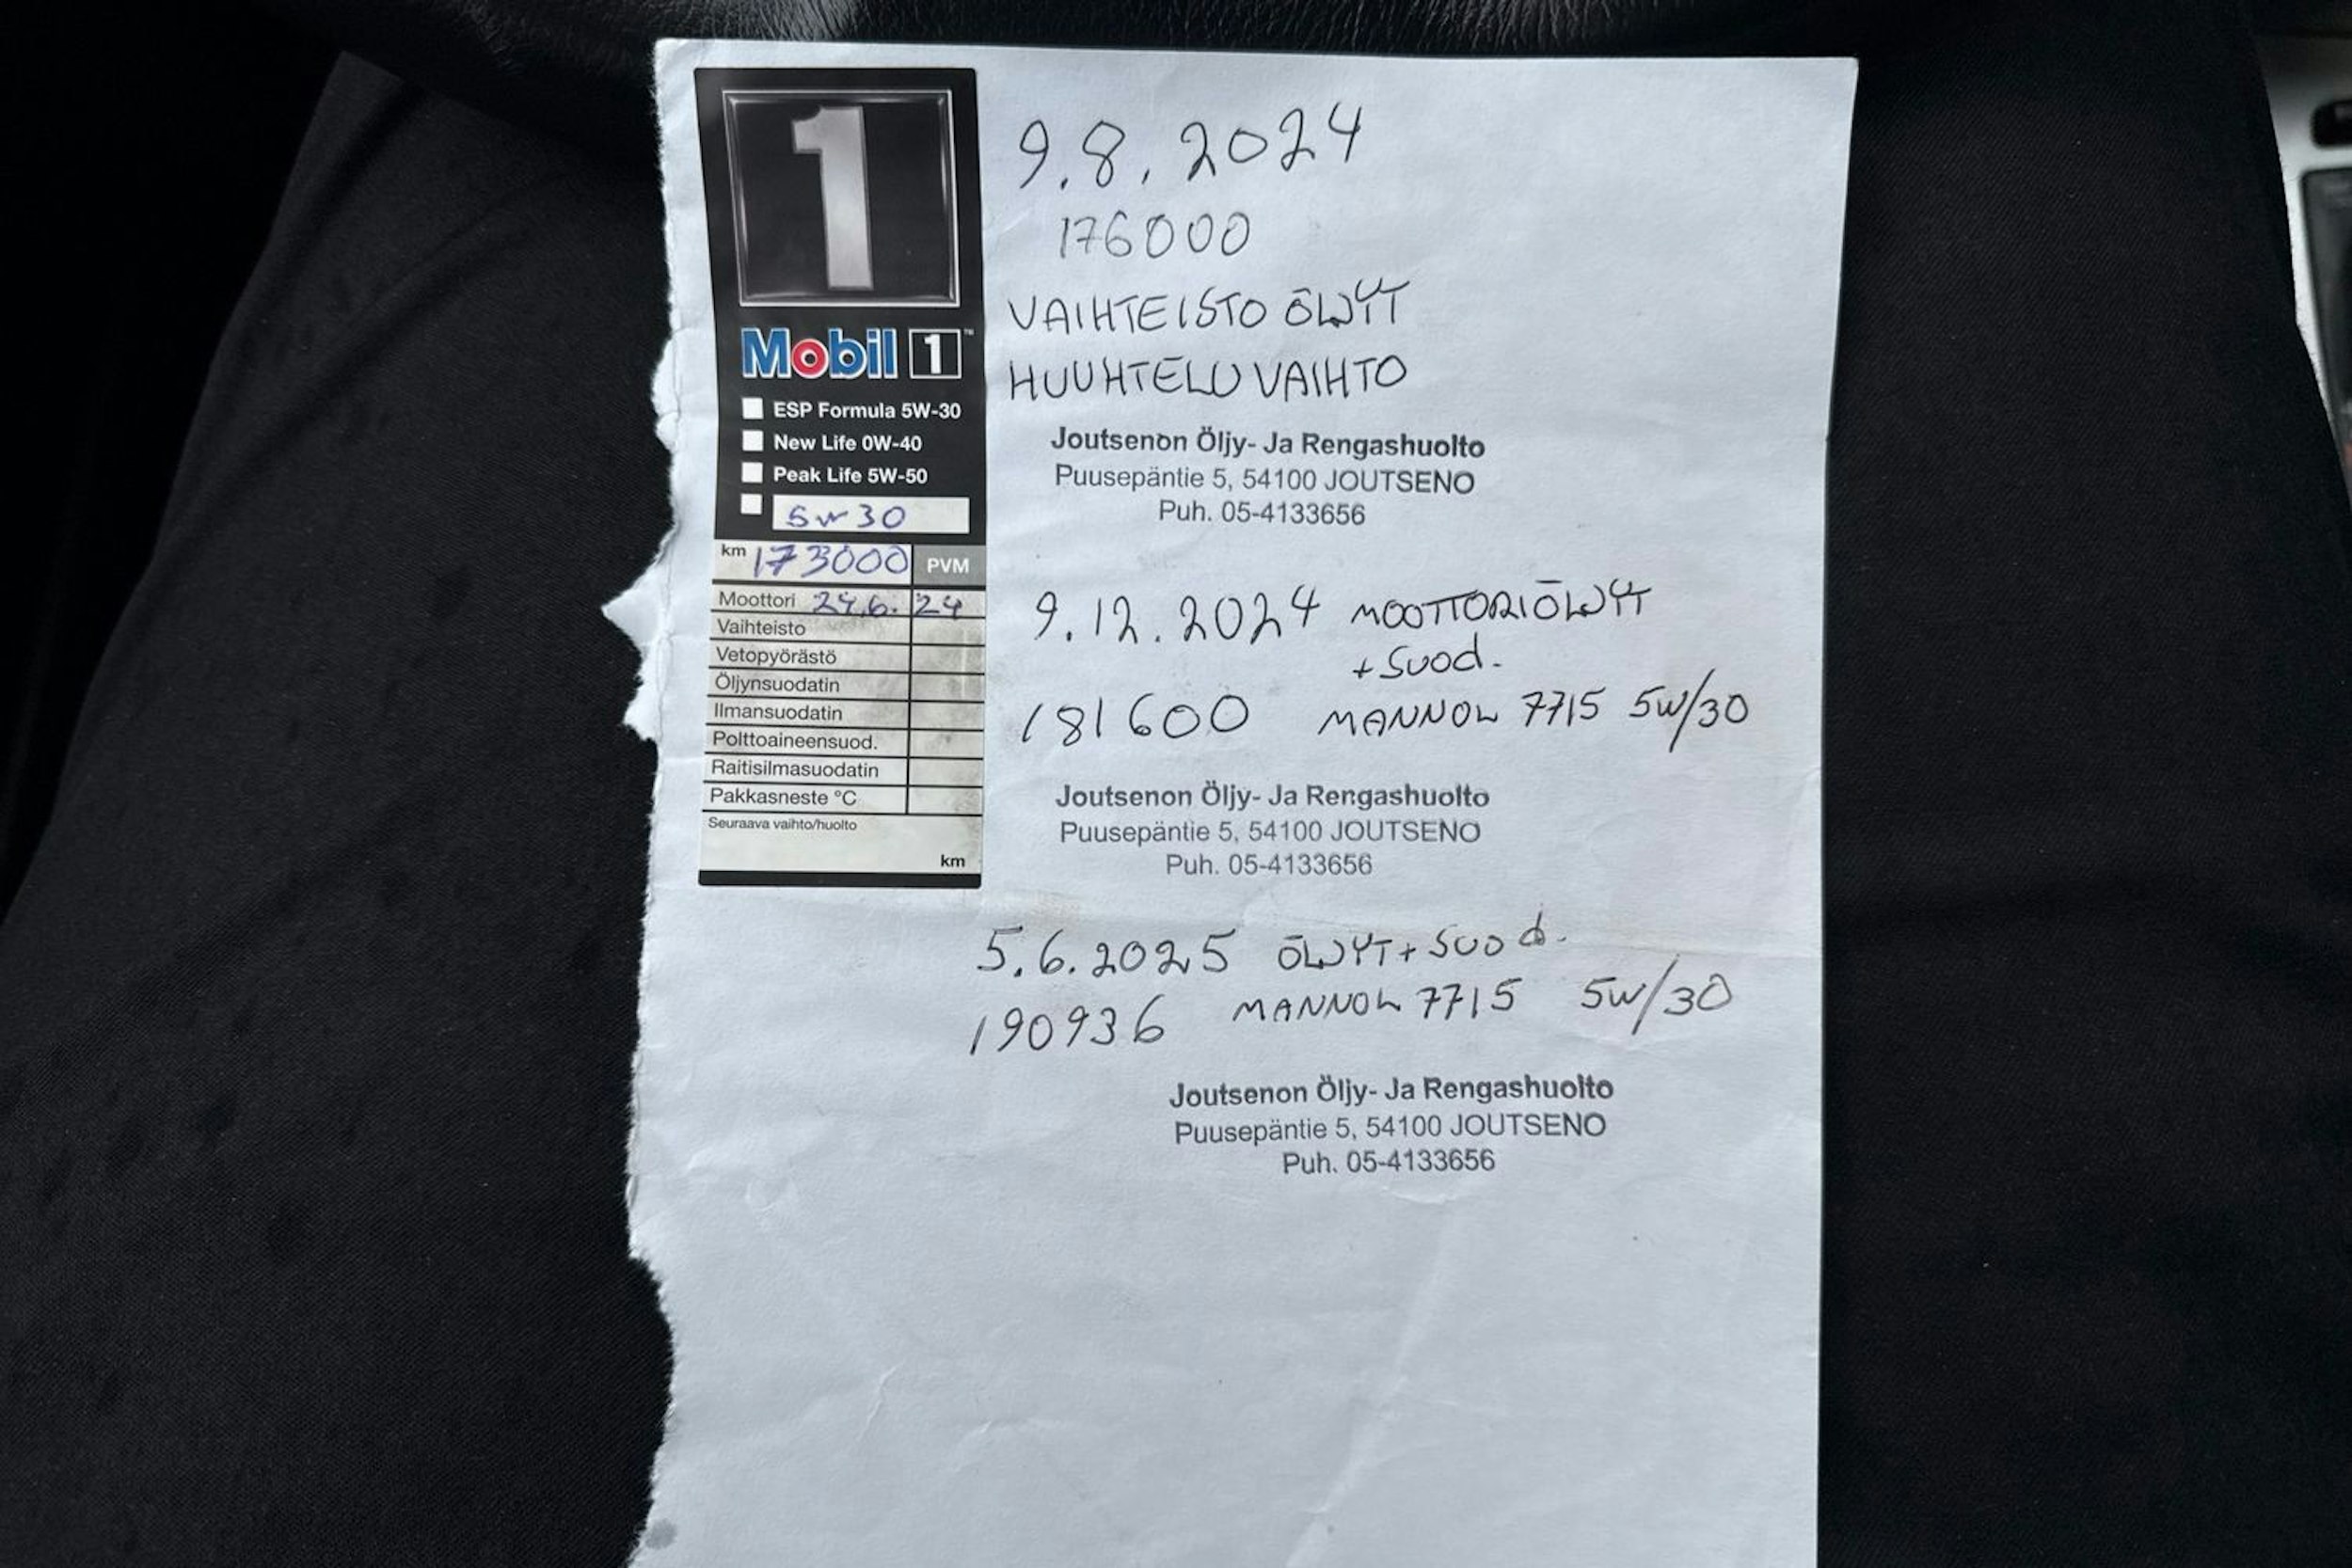 1
Mobil 1™
ESP Formula 5W-30
New Life 0W-40
Peak Life 5W-50
5w30
km 173000 PVM
Moottori 24.6. 24
Vaihteisto
Vetopyörästö
Öljynsuodatin
Ilmansuodatin
Polttoaineensuod.
Raitisilmasuodatin
Pakkasneste °C
Seuraava vaihto/huolto
km
9.8.2024
176000
VAIHTEISTO ÖLJYT
HUUHTELUVAIHTO
Joutsenon Öljy- Ja Rengashuolto
Puusepäntie 5, 54100 JOUTSENO
Puh. 05-4133656
9.12.2024 MOOTTORIÖLJYT
+ SUOD.
181600 MANNOL 7715 5W/30
Joutsenon Öljy- Ja Rengashuolto
Puusepäntie 5, 54100 JOUTSENO
Puh. 05-4133656
5.6.2025 ÖLJYT + SUOD.
190936 MANNOL 7715 5W/30
Joutsenon Öljy- Ja Rengashuolto
Puusepäntie 5, 54100 JOUTSENO
Puh. 05-4133656